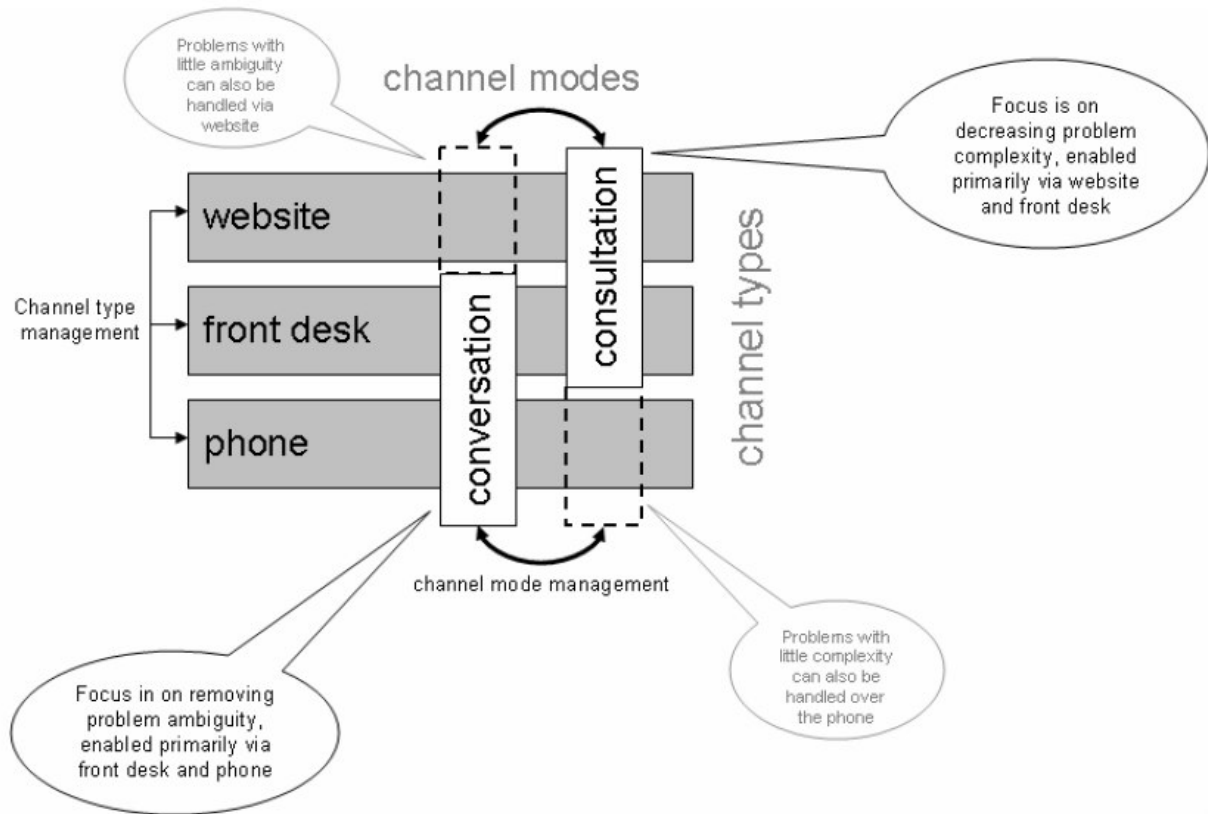 Problems with
little ambiguity
can also be
handled via
website
channel modes
Focus is on
decreasing problem
complexity, enabled
primarily via website
and front desk
website
consultation
channel types
Channel type
management
front desk
conversation
phone
channel mode management
Problems with
little complexity
can also be
handled over
the phone
Focus in on removing
problem ambiguity,
enabled primarily via
front desk and phone